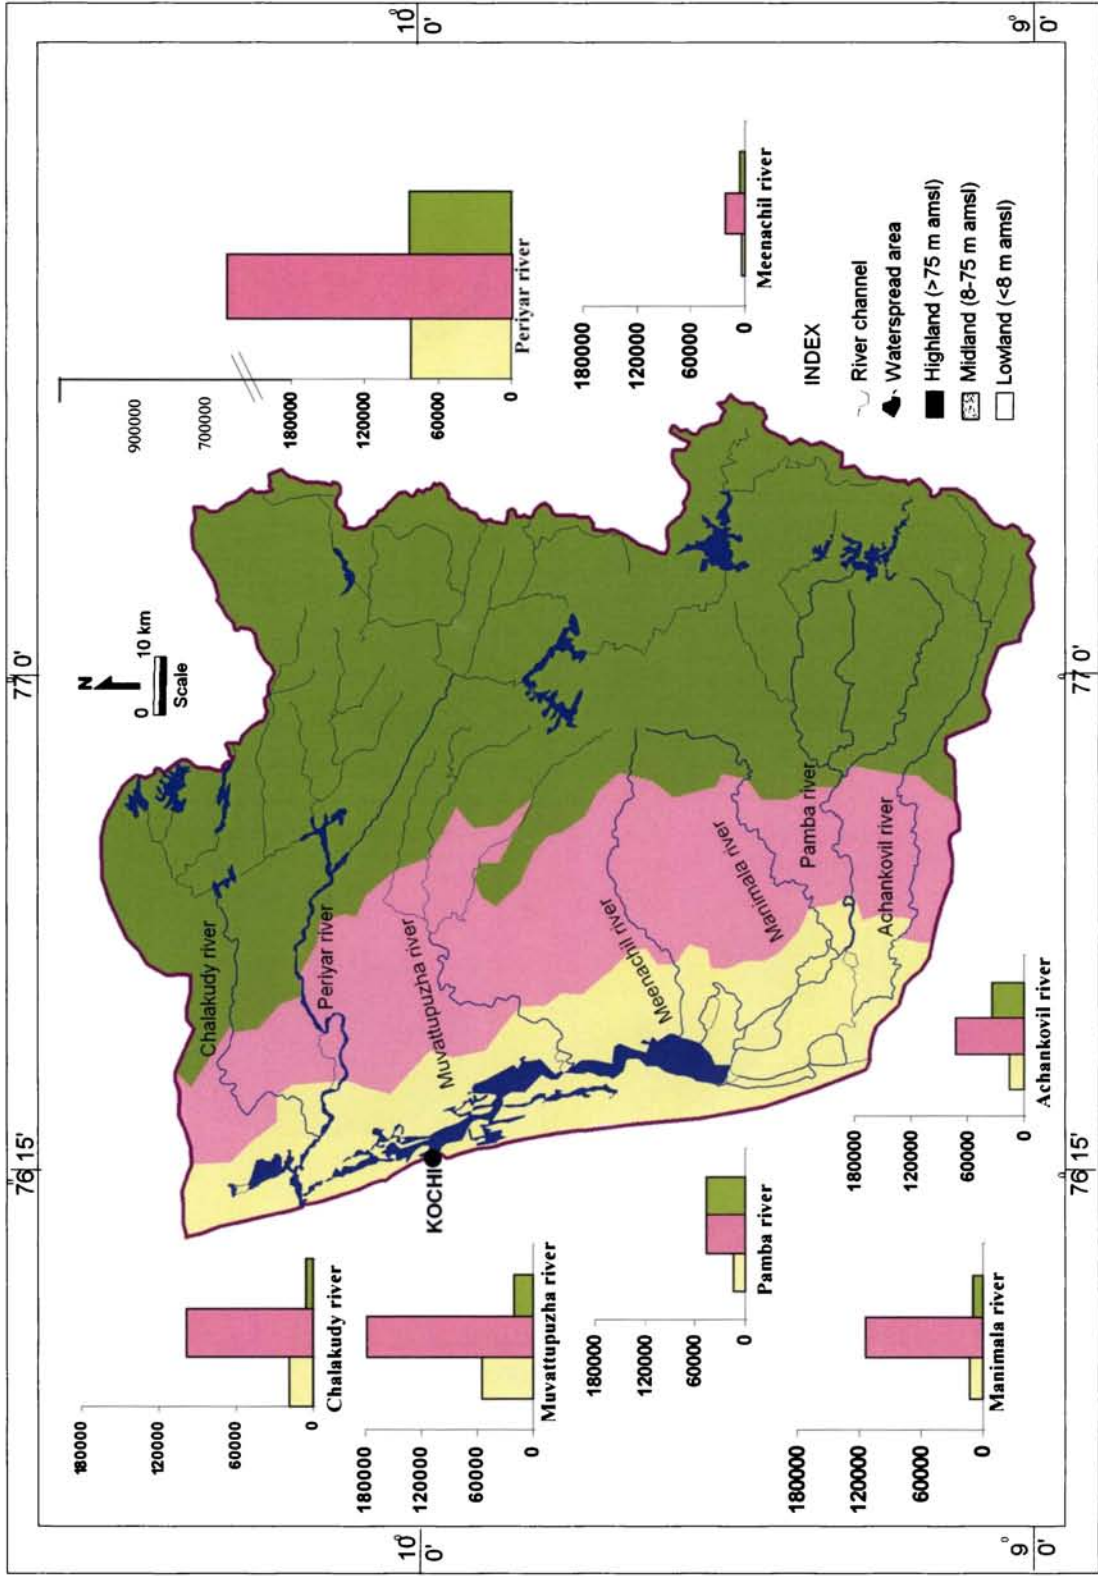 76° 15'
77° 0'
10° 0'
9° 0'
N
0 10 km
Scale
900000
700000
180000
120000
60000
0
Periyar river
180000
120000
60000
0
Meenachil river
INDEX
River channel
Waterspread area
Highland (>75 m amsl)
Midland (8-75 m amsl)
Lowland (<8 m amsl)
Chalakudy river
Periyar river
Muvattupuzha river
Meenachil river
Manimala river
Pamba river
Achankovil river
KOCHI
180000
120000
60000
0
Chalakudy river
180000
120000
60000
0
Muvattupuzha river
180000
120000
60000
0
Pamba river
180000
120000
60000
0
Manimala river
180000
120000
60000
0
Achankovil river
10° 0'
9° 0'
76° 15'
77° 0'